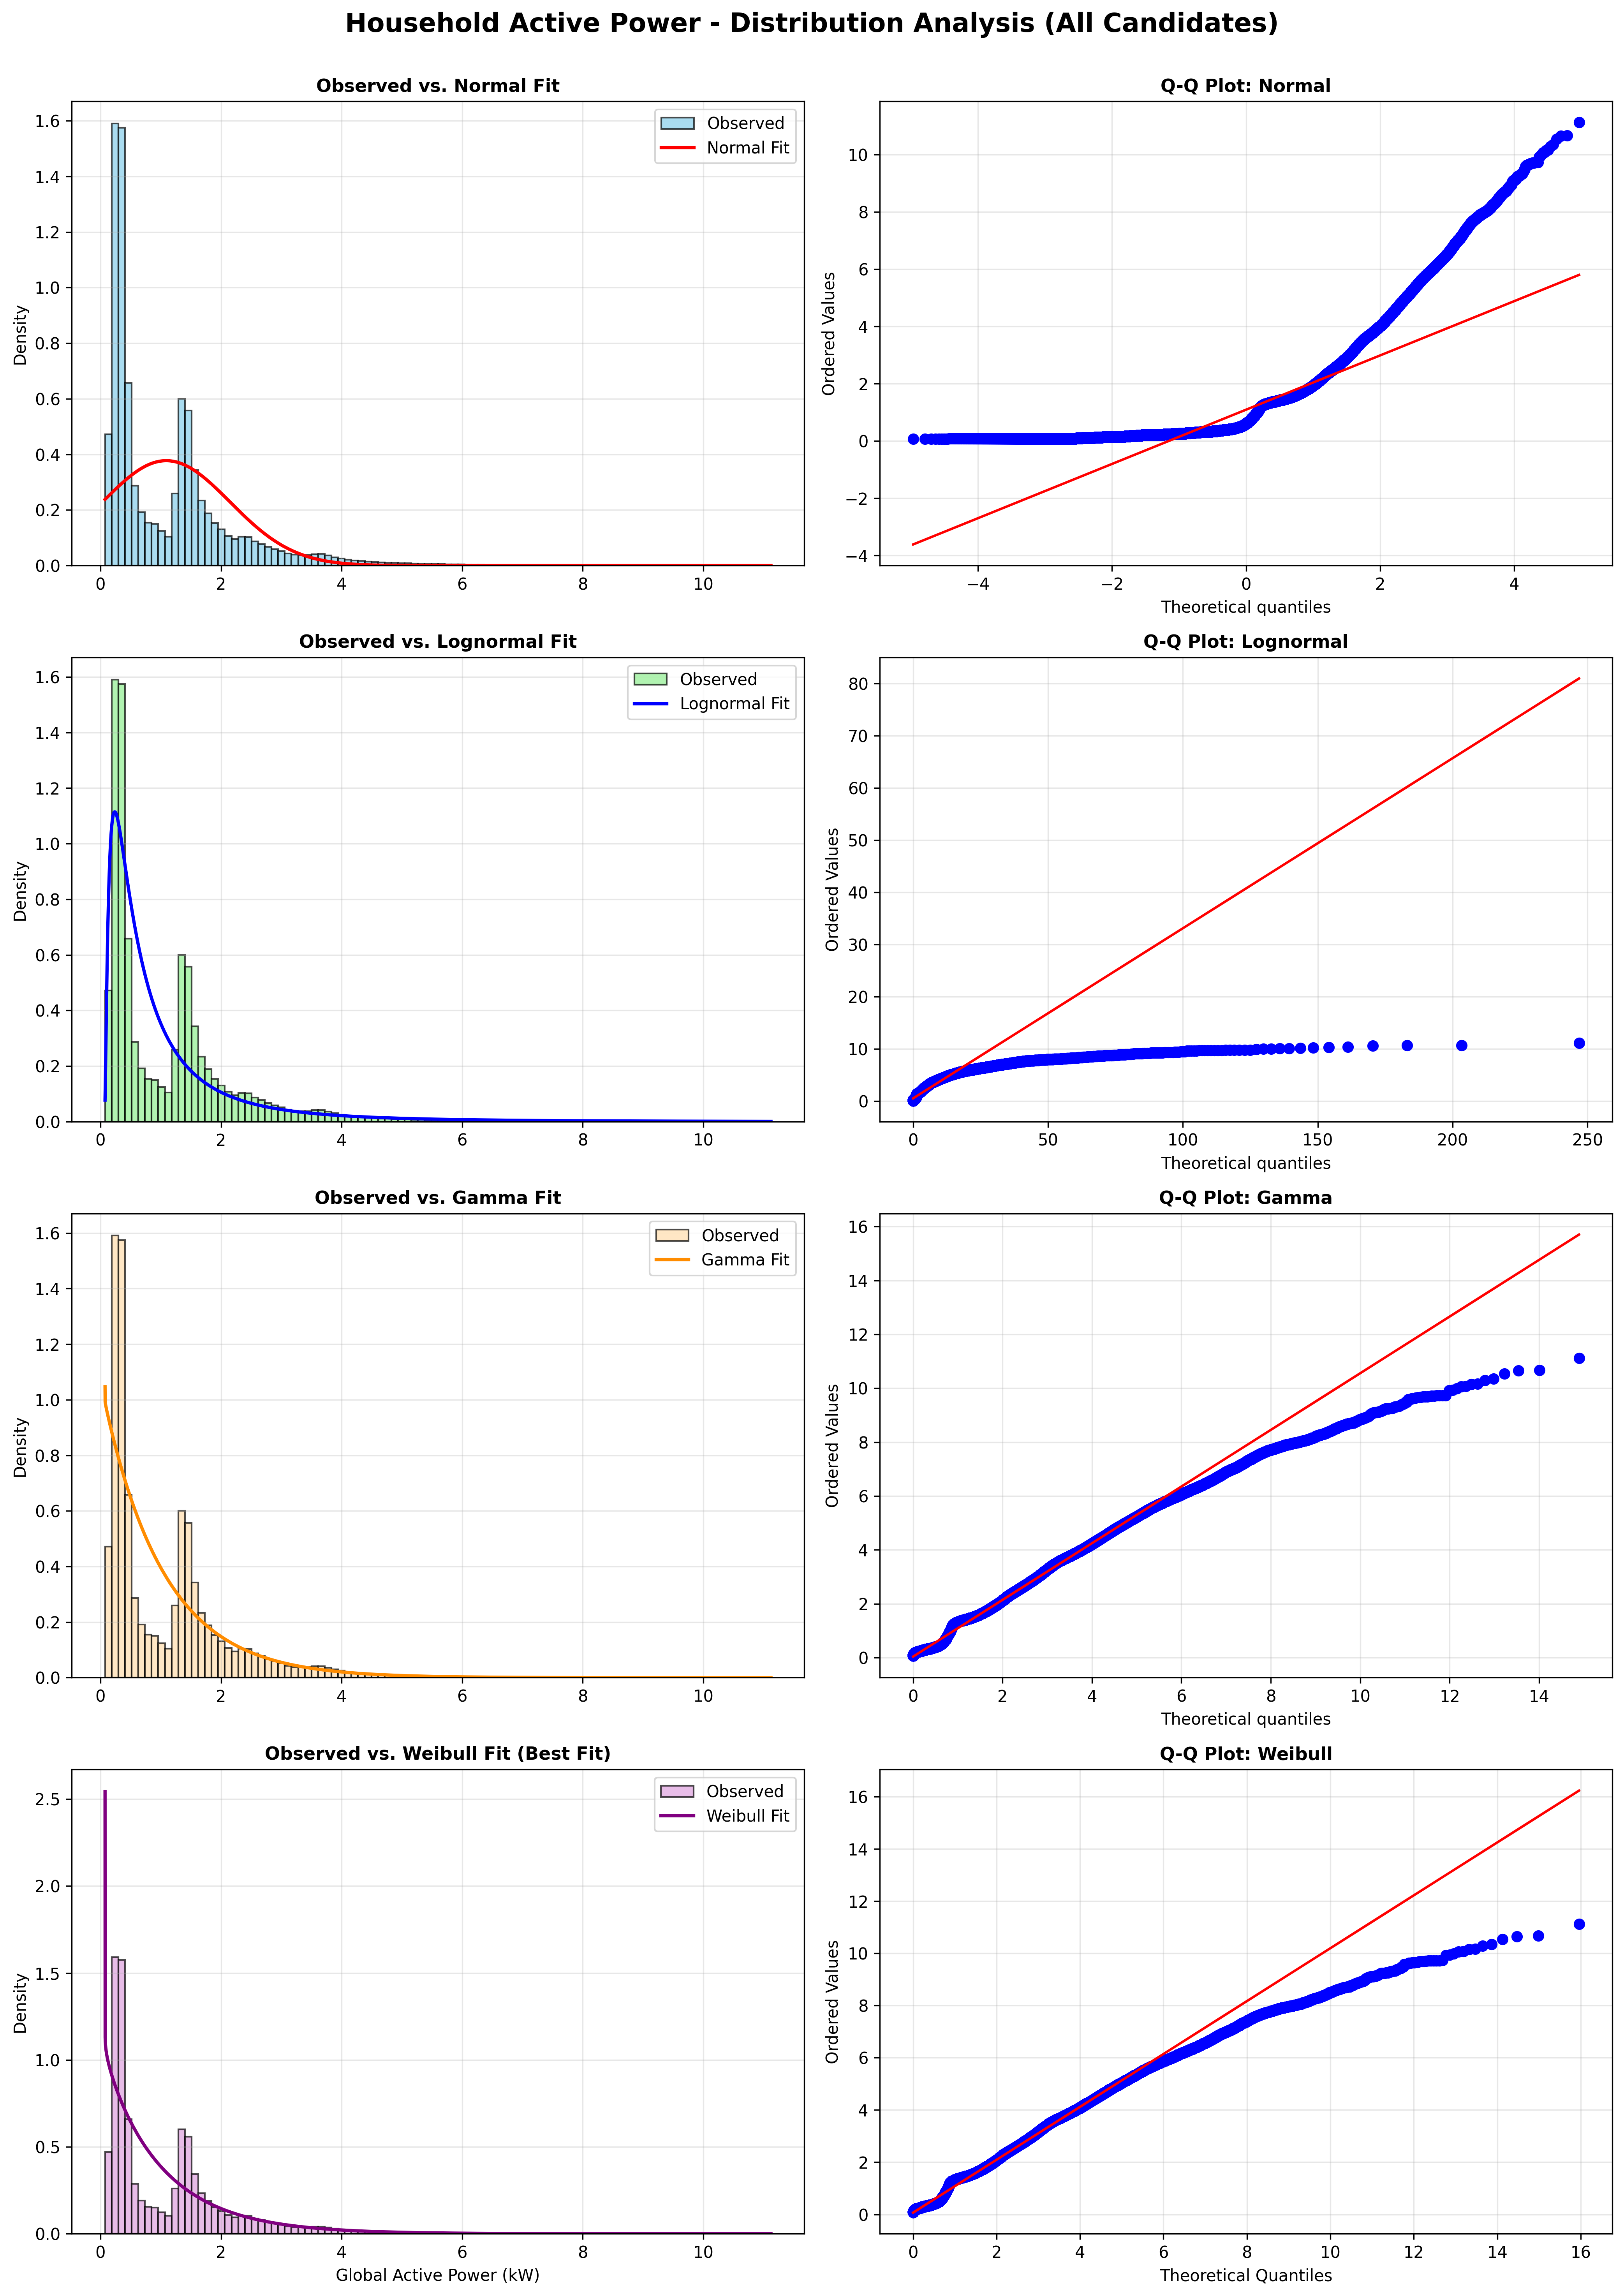 Household Active Power - Distribution Analysis (All Candidates)
Observed vs. Normal Fit
Density
1.6
1.4
1.2
1.0
0.8
0.6
0.4
0.2
0.0
0 2 4 6 8 10
Observed
Normal Fit
Q-Q Plot: Normal
Ordered Values
10
8
6
4
2
0
−2
−4
−4 −2 0 2 4
Theoretical quantiles
Observed vs. Lognormal Fit
Density
1.6
1.4
1.2
1.0
0.8
0.6
0.4
0.2
0.0
0 2 4 6 8 10
Observed
Lognormal Fit
Q-Q Plot: Lognormal
Ordered Values
80
70
60
50
40
30
20
10
0
0 50 100 150 200 250
Theoretical quantiles
Observed vs. Gamma Fit
Density
1.6
1.4
1.2
1.0
0.8
0.6
0.4
0.2
0.0
0 2 4 6 8 10
Observed
Gamma Fit
Q-Q Plot: Gamma
Ordered Values
16
14
12
10
8
6
4
2
0
0 2 4 6 8 10 12 14
Theoretical quantiles
Observed vs. Weibull Fit (Best Fit)
Density
2.5
2.0
1.5
1.0
0.5
0.0
0 2 4 6 8 10
Global Active Power (kW)
Observed
Weibull Fit
Q-Q Plot: Weibull
Ordered Values
16
14
12
10
8
6
4
2
0
0 2 4 6 8 10 12 14 16
Theoretical Quantiles